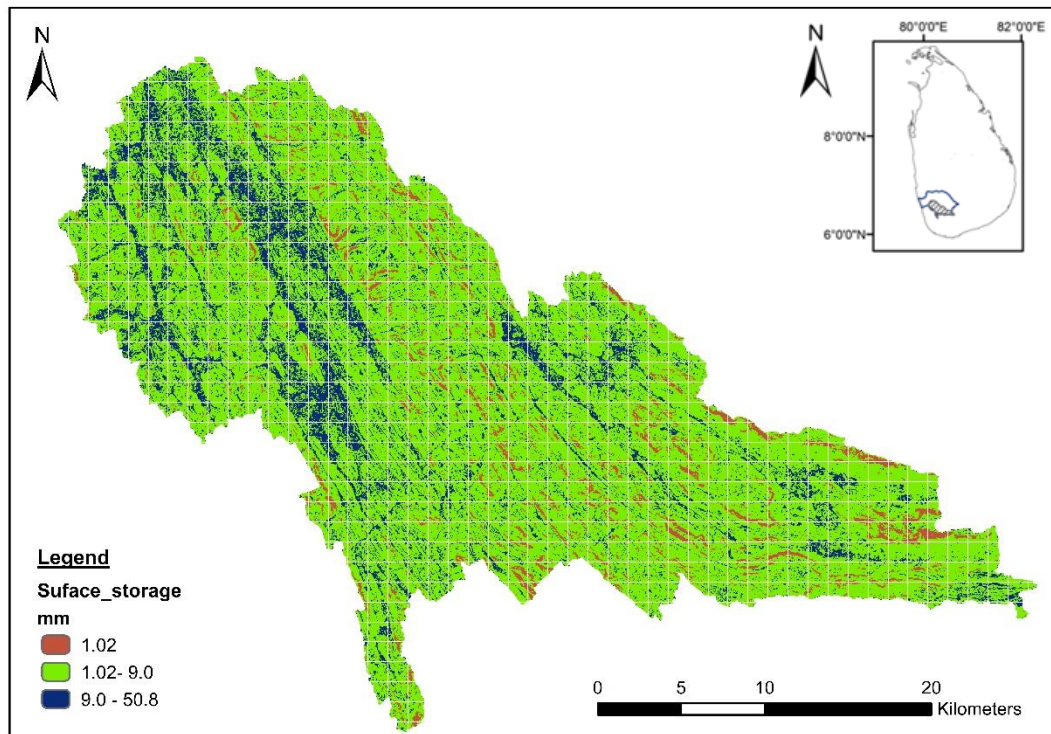 N
N
80°0'0"E 82°0'0"E
8°0'0"N
6°0'0"N
Legend
Suface_storage
mm
1.02
1.02- 9.0
9.0 - 50.8
0 5 10 20
Kilometers